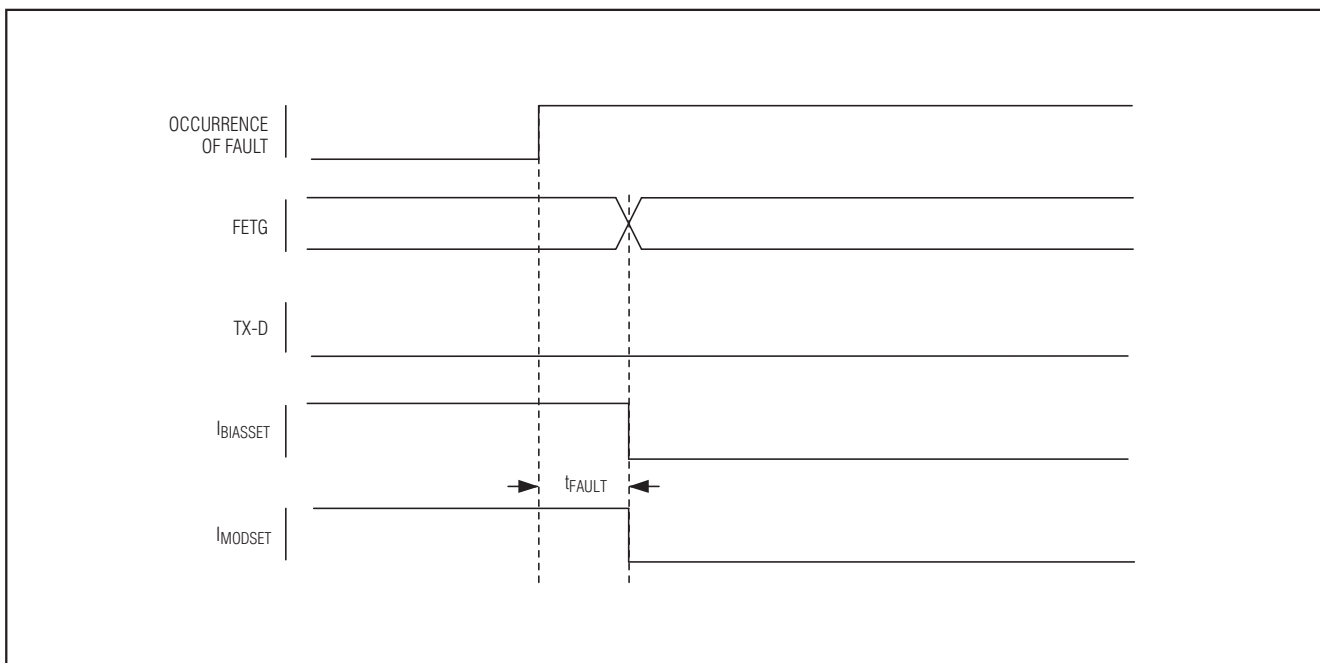 OCCURRENCE
OF FAULT
FETG
TX-D
IBIASSET
tFAULT
IMODSET